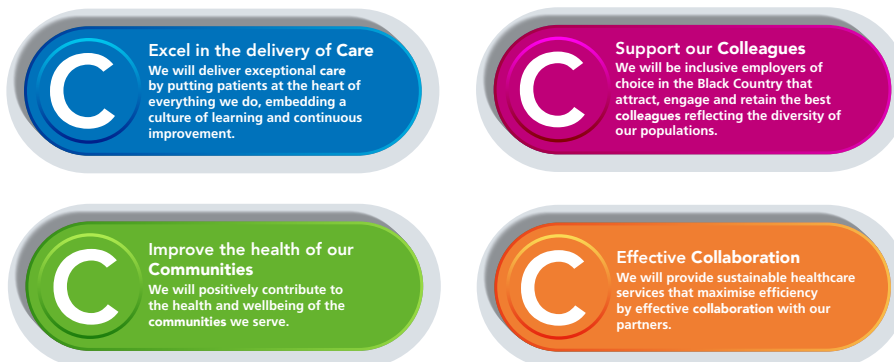 C
Excel in the delivery of Care
We will deliver exceptional care
by putting patients at the heart of
everything we do, embedding a
culture of learning and continuous
improvement.
C
Support our Colleagues
We will be inclusive employers of
choice in the Black Country that
attract, engage and retain the best
colleagues reflecting the diversity of
our populations.
C
Improve the health of our
Communities
We will positively contribute to
the health and wellbeing of the
communities we serve.
C
Effective Collaboration
We will provide sustainable healthcare
services that maximise efficiency
by effective collaboration with our
partners.